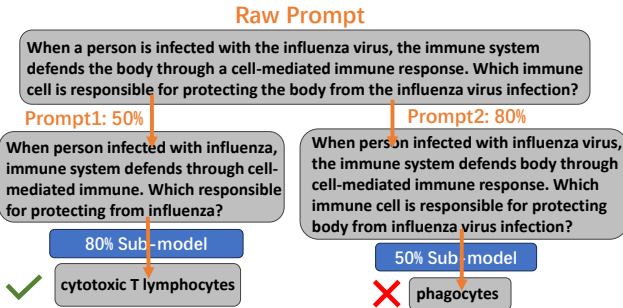 Raw Prompt
When a person is infected with the influenza virus, the immune system
defends the body through a cell-mediated immune response. Which immune
cell is responsible for protecting the body from the influenza virus infection?
Prompt1: 50%
When person infected with influenza,
immune system defends through cell-
mediated immune. Which responsible
for protecting from influenza?
80% Sub-model
cytotoxic T lymphocytes
Prompt2: 80%
When person infected with influenza virus,
the immune system defends body through
cell-mediated immune response. Which
immune cell is responsible for protecting
body from influenza virus infection?
50% Sub-model
phagocytes